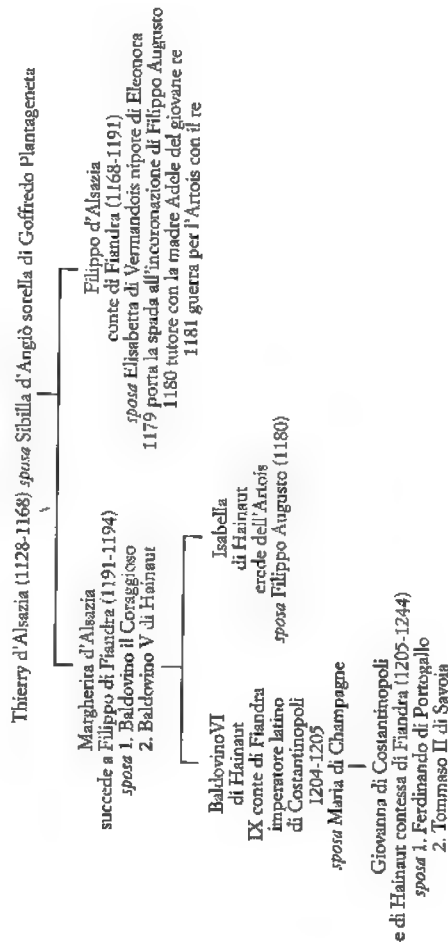 Thierry d'Alsazia (1128-1168) sposa Sibilla d'Angiò sorella di Goffredo Plantageneta
Margherita d'Alsazia
succede a Filippo di Fiandra (1191-1194)
sposa 1. Baldovino il Coraggioso
2. Baldovino V di Hainaut
Filippo d'Alsazia
conte di Fiandra (1168-1191)
sposa Elisabetta di Vermandois nipote di Eleonora
1179 porta la spada all'incoronazione di Filippo Augusto
1180 tutore con la madre Adele del giovane re
1181 guerra per l'Artois con il re
Baldovino VI
di Hainaut
IX conte di Fiandra
imperatore latino
di Costantinopoli
1204-1205
sposa Maria di Champagne
Isabella
di Hainaut
erede dell'Artois
sposa Filippo Augusto (1180)
Giovanna di Costantinopoli
e di Hainaut contessa di Fiandra (1205-1244)
sposa 1. Ferdinando di Portogallo
2. Tommaso II di Savoia